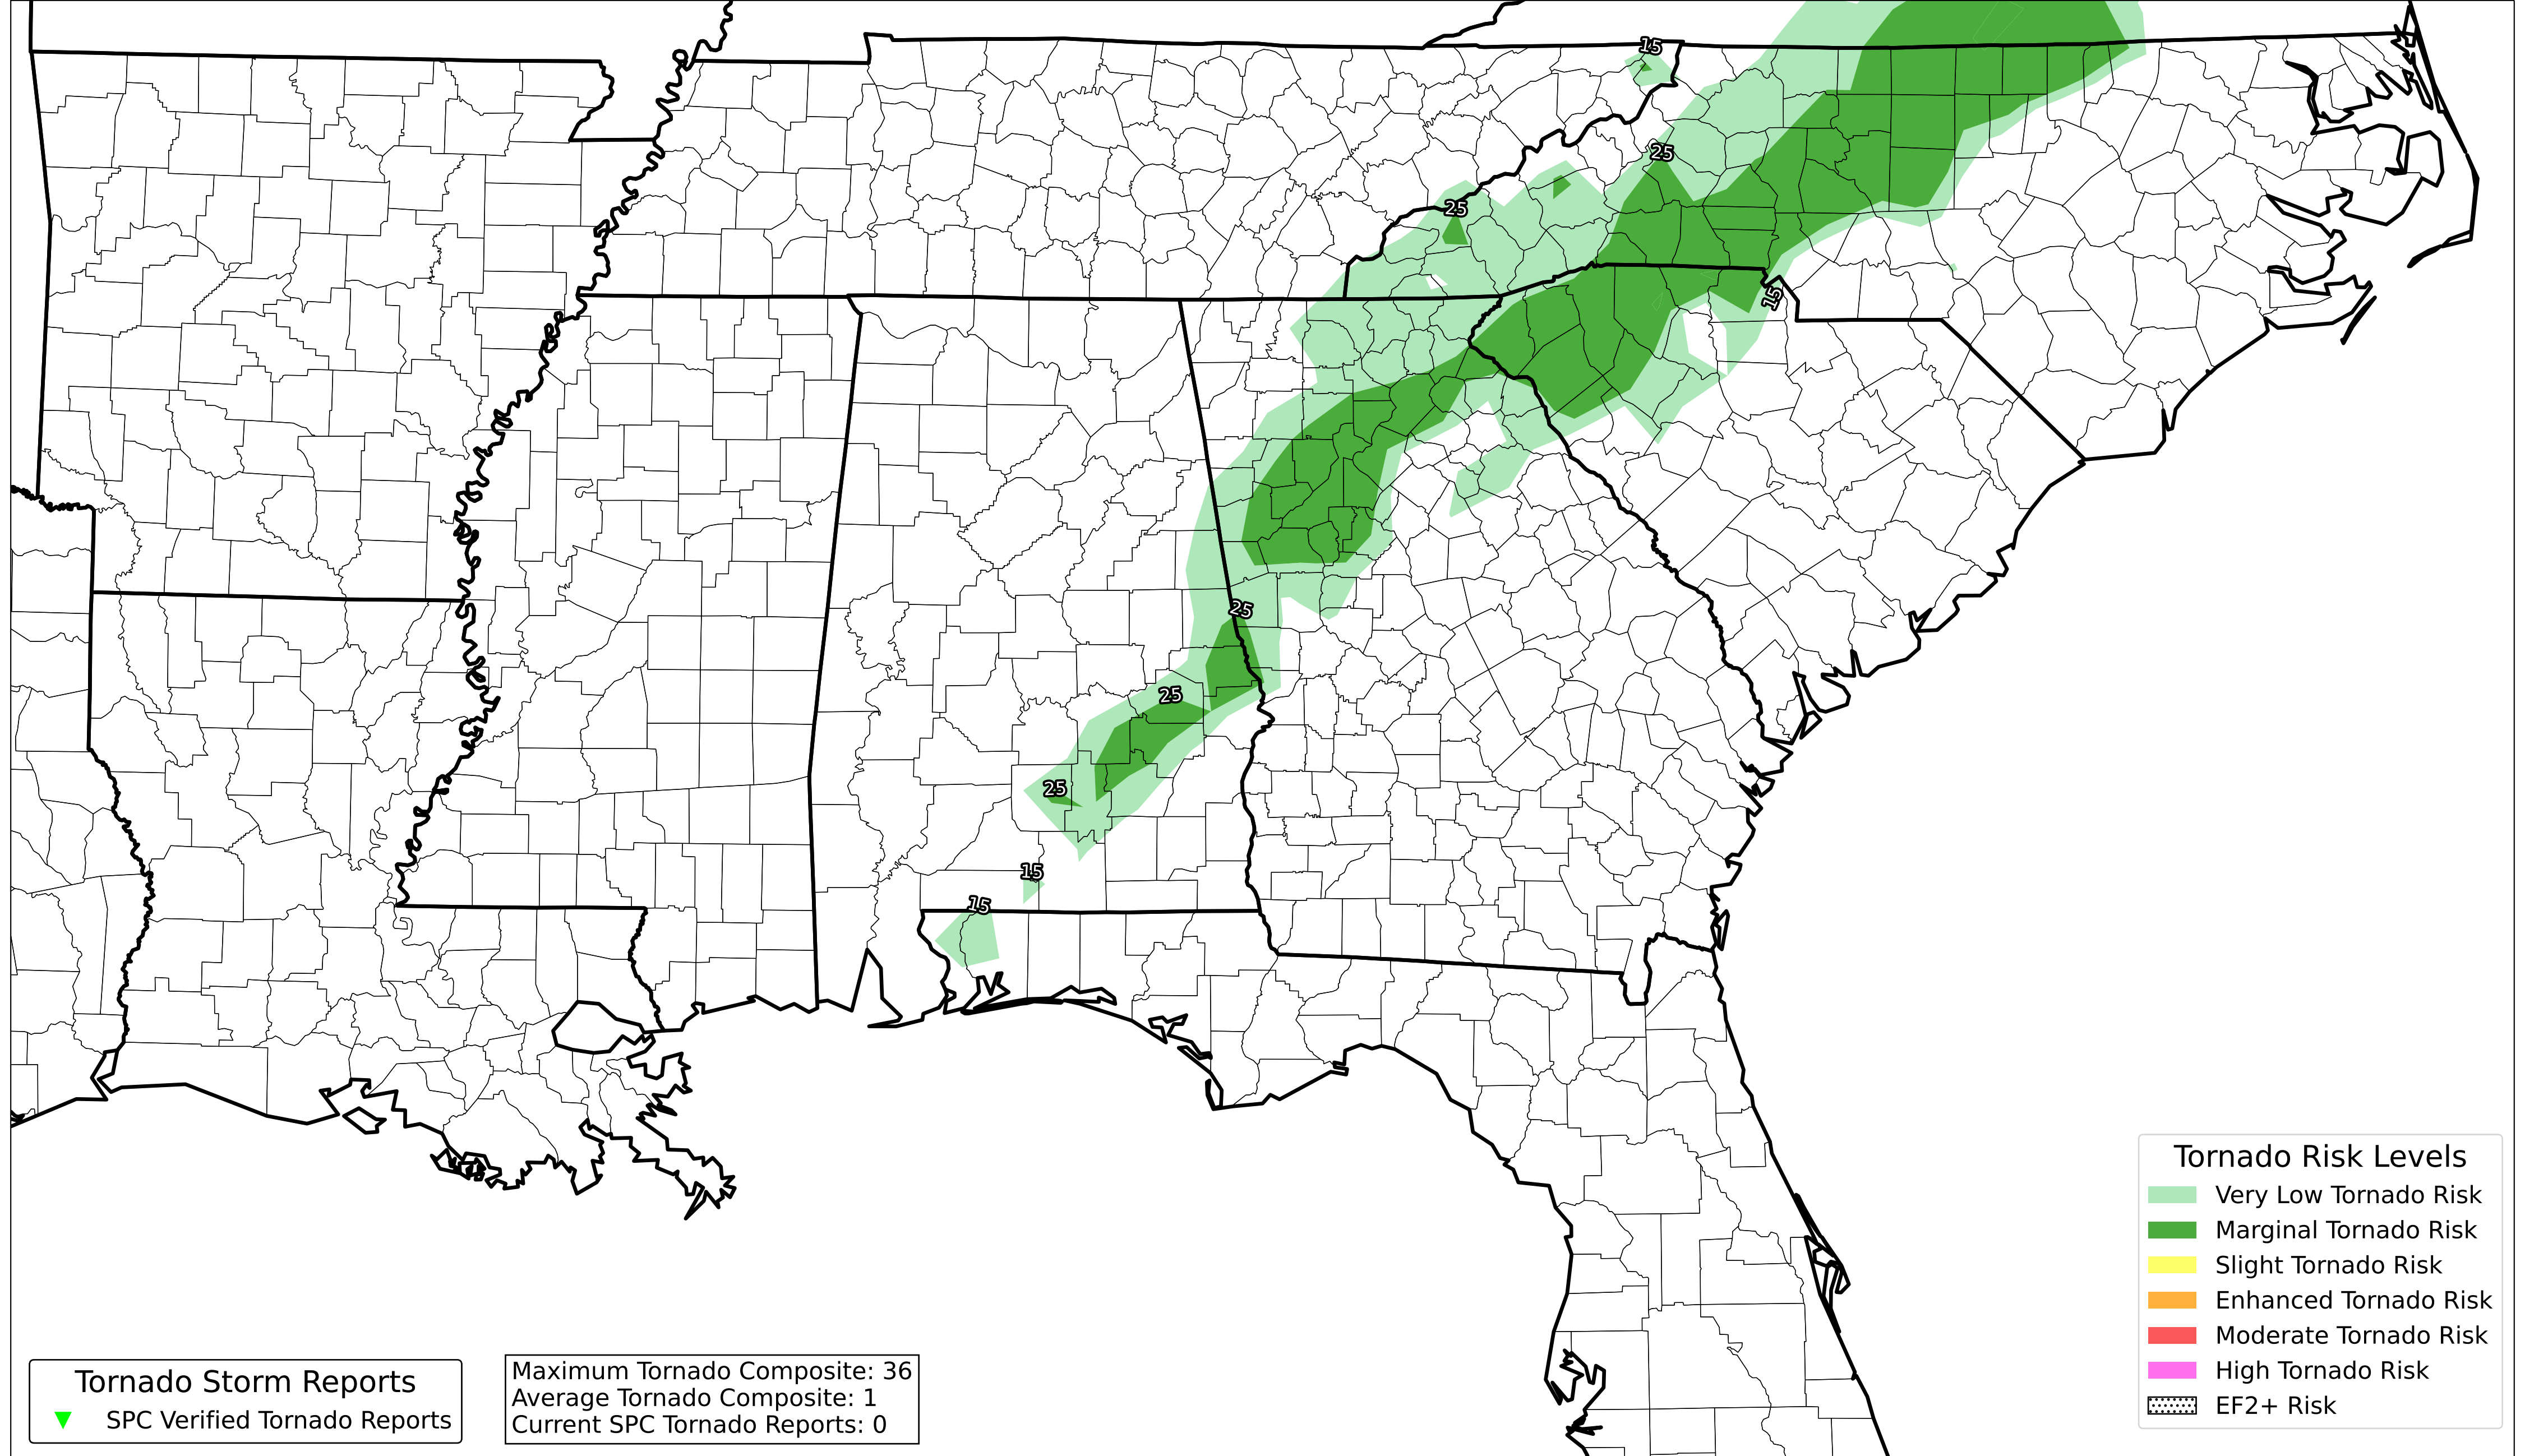 15
25
25
15
25
25
25
15
15
Tornado Risk Levels
Very Low Tornado Risk
Marginal Tornado Risk
Slight Tornado Risk
Enhanced Tornado Risk
Moderate Tornado Risk
High Tornado Risk
EF2+ Risk
Tornado Storm Reports
SPC Verified Tornado Reports
Maximum Tornado Composite: 36
Average Tornado Composite: 1
Current SPC Tornado Reports: 0